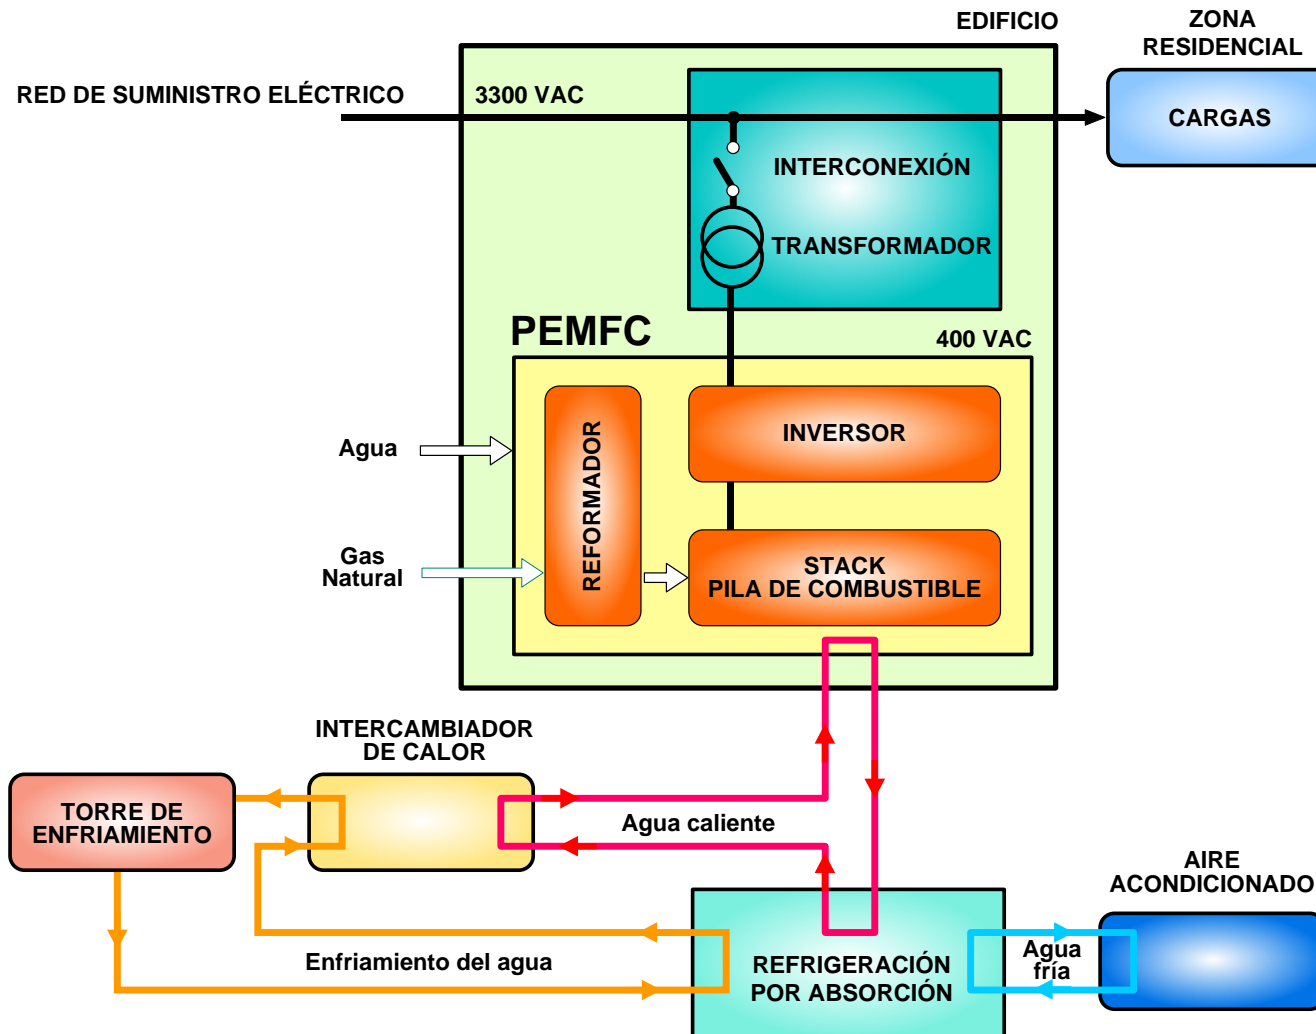 EDIFICIO
ZONA
RESIDENCIAL
RED DE SUMINISTRO ELÉCTRICO
3300 VAC
CARGAS
INTERCONEXIÓN
TRANSFORMADOR
PEMFC
400 VAC
Agua
REFORMADOR
INVERSOR
Gas
Natural
STACK
PILA DE COMBUSTIBLE
INTERCAMBIADOR
DE CALOR
TORRE DE
ENFRIAMIENTO
Agua caliente
AIRE
ACONDICIONADO
Enfriamiento del agua
REFRIGERACIÓN
POR ABSORCIÓN
Agua
fría